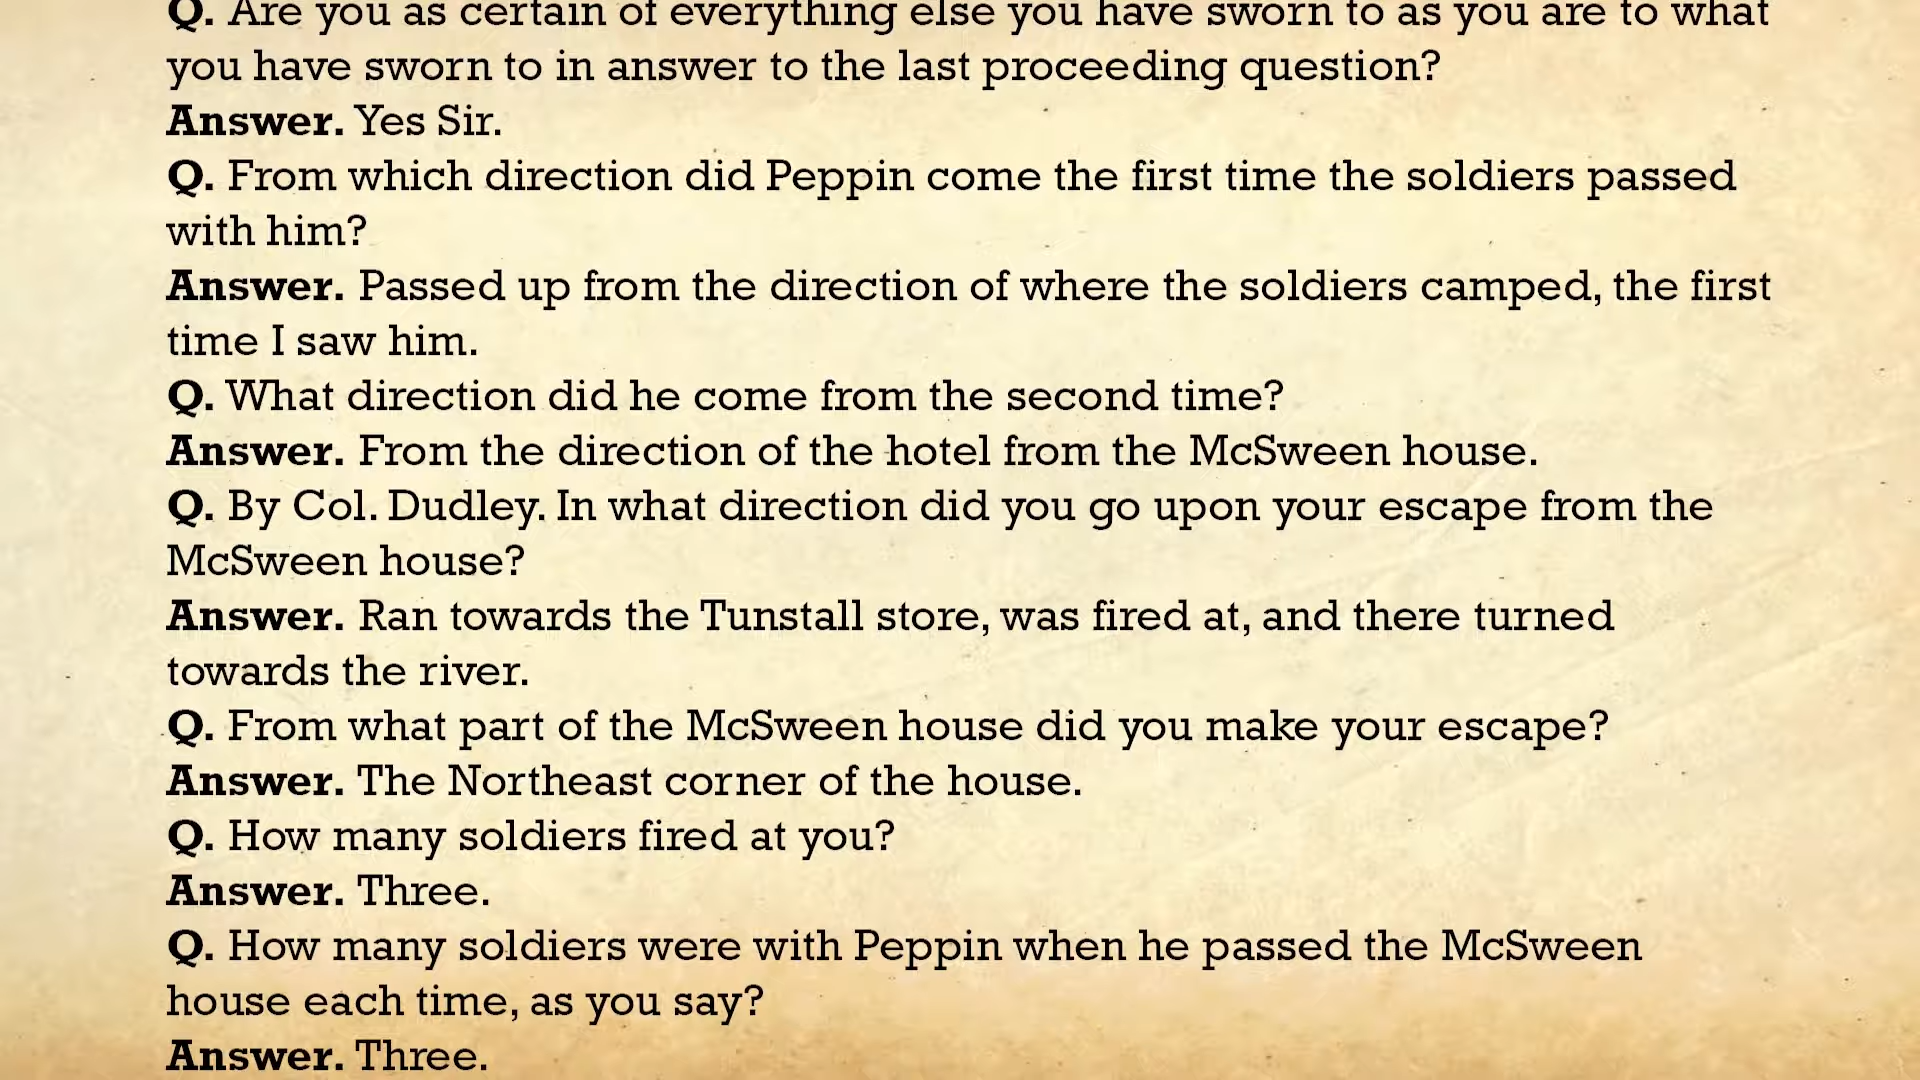 Q. Are you as certain of everything else you have sworn to as you are to what
you have sworn to in answer to the last proceeding question?
Answer. Yes Sir.
Q. From which direction did Peppin come the first time the soldiers passed
with him?
Answer. Passed up from the direction of where the soldiers camped, the first
time I saw him.
Q. What direction did he come from the second time?
Answer. From the direction of the hotel from the McSween house.
Q. By Col. Dudley. In what direction did you go upon your escape from the
McSween house?
Answer. Ran towards the Tunstall store, was fired at, and there turned
towards the river.
Q. From what part of the McSween house did you make your escape?
Answer. The Northeast corner of the house.
Q. How many soldiers fired at you?
Answer. Three.
Q. How many soldiers were with Peppin when he passed the McSween
house each time, as you say?
Answer. Three.